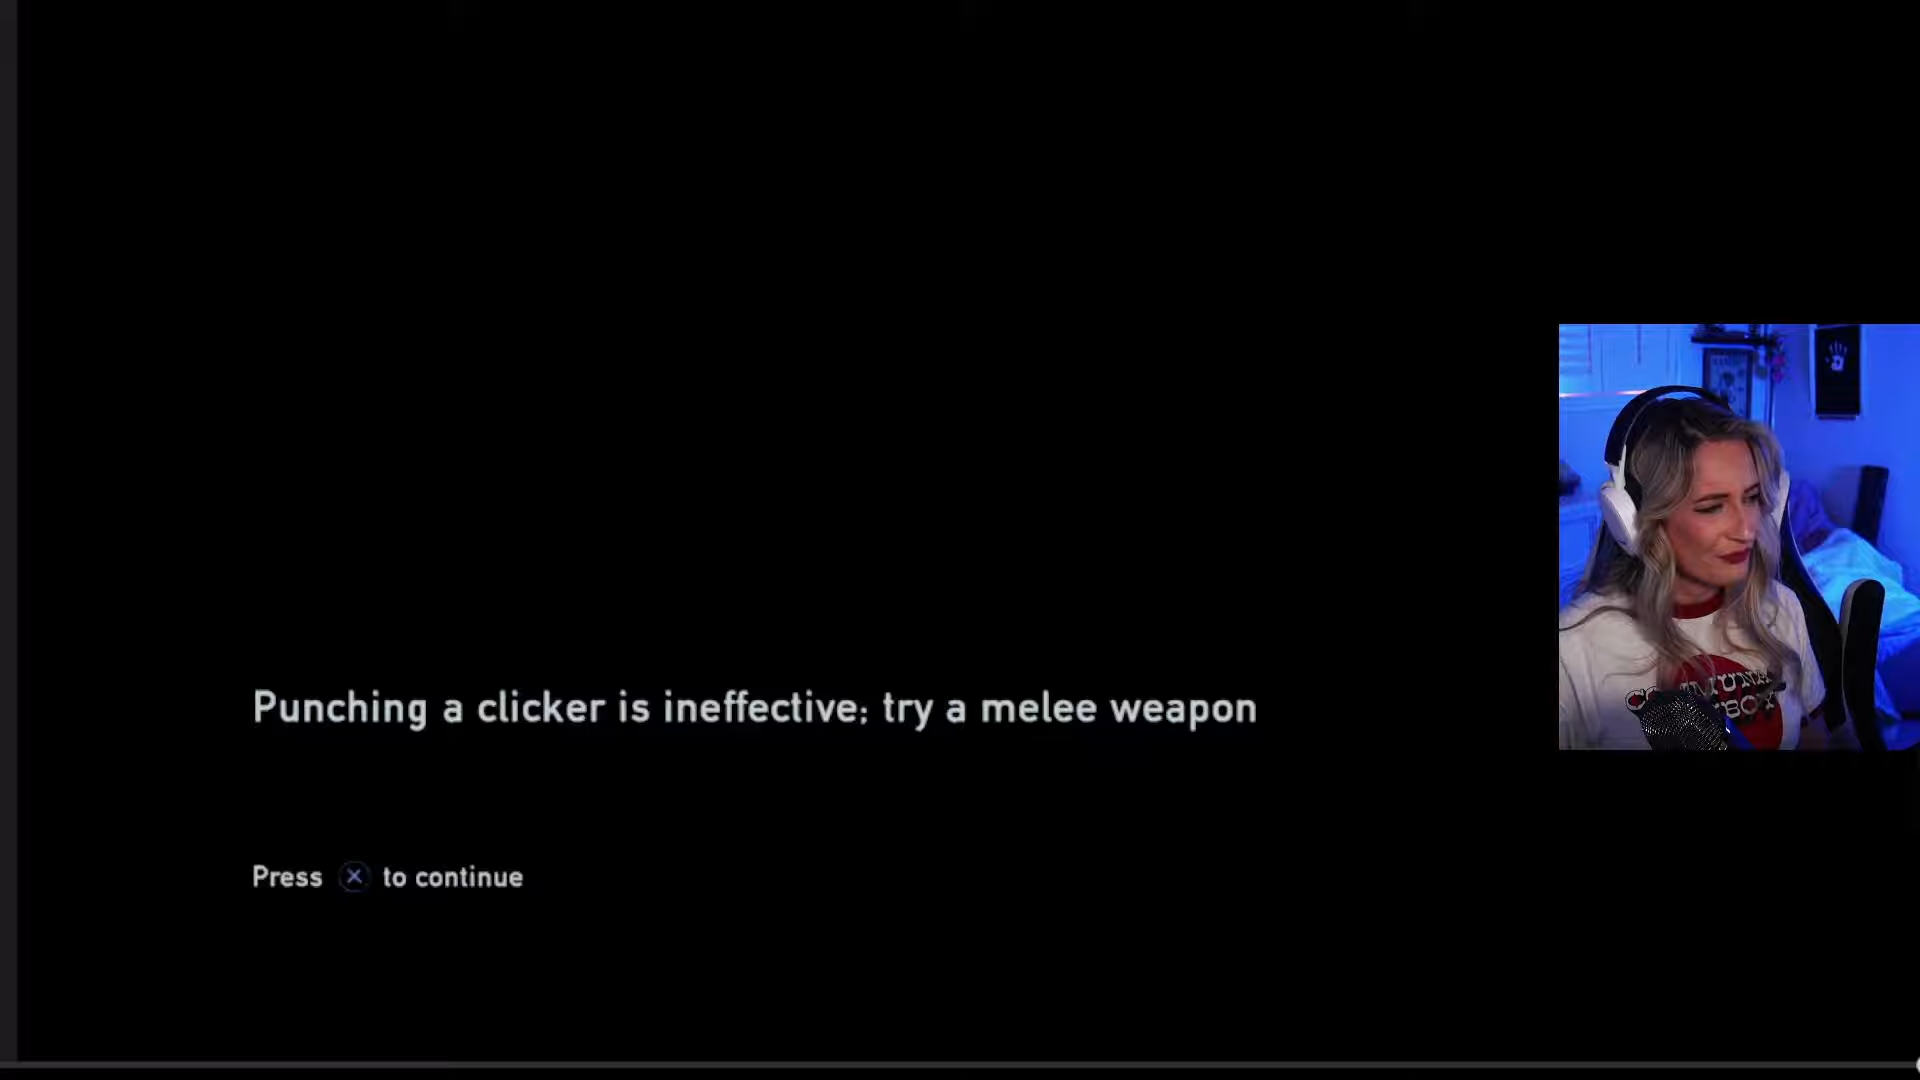 Punching a clicker is ineffective; try a melee weapon
Press ⓧ to continue